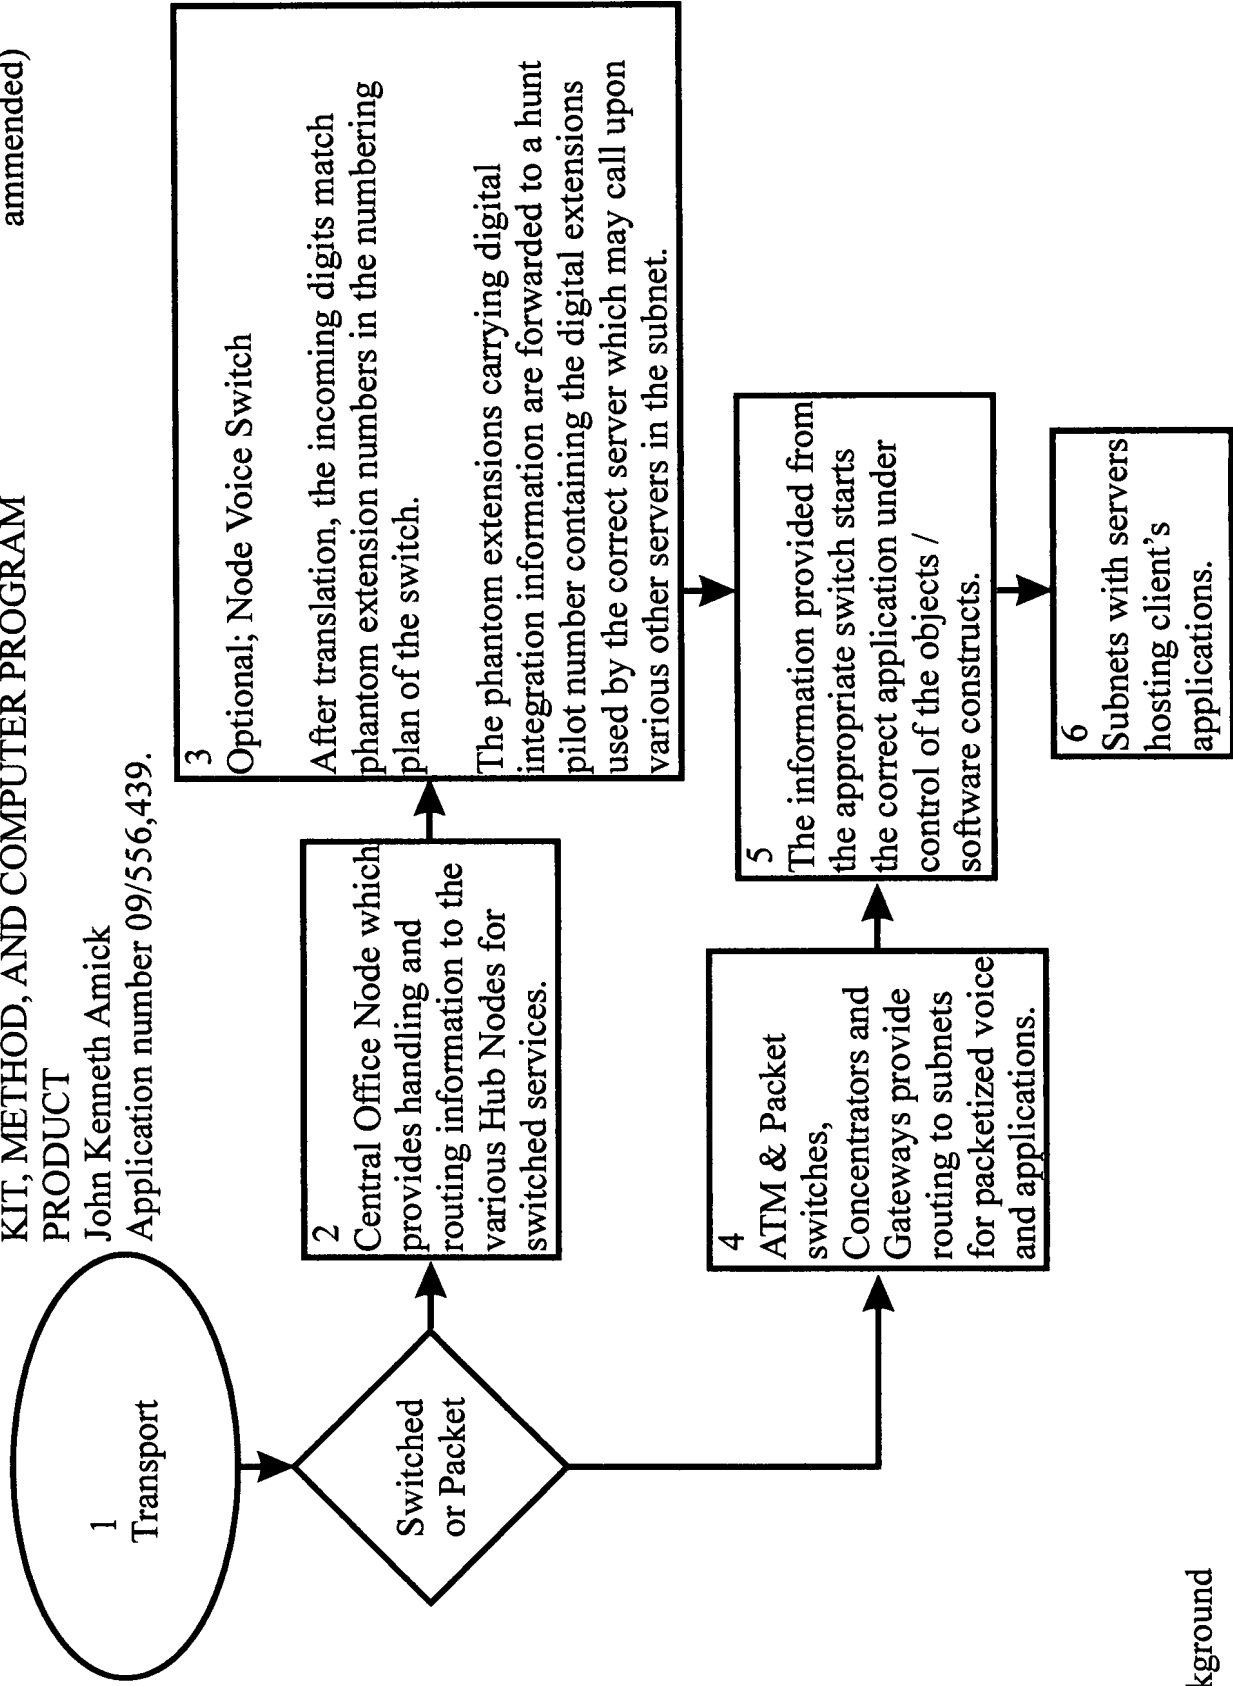 ammended)
KIT, METHOD, AND COMPUTER PROGRAM
PRODUCT
John Kenneth Amick
Application number 09/556,439.
1
Transport
Switched
or Packet
2
Central Office Node which
provides handling and
routing information to the
various Hub Nodes for
switched services.
3
Optional; Node Voice Switch
After translation, the incoming digits match
phantom extension numbers in the numbering
plan of the switch.
The phantom extensions carrying digital
integration information are forwarded to a hunt
pilot number containing the digital extensions
used by the correct server which may call upon
various other servers in the subnet.
4
ATM & Packet
switches,
Concentrators and
Gateways provide
routing to subnets
for packetized voice
and applications.
5
The information provided from
the appropriate switch starts
the correct application under
control of the objects /
software constructs.
6
Subnets with servers
hosting client's
applications.
kground